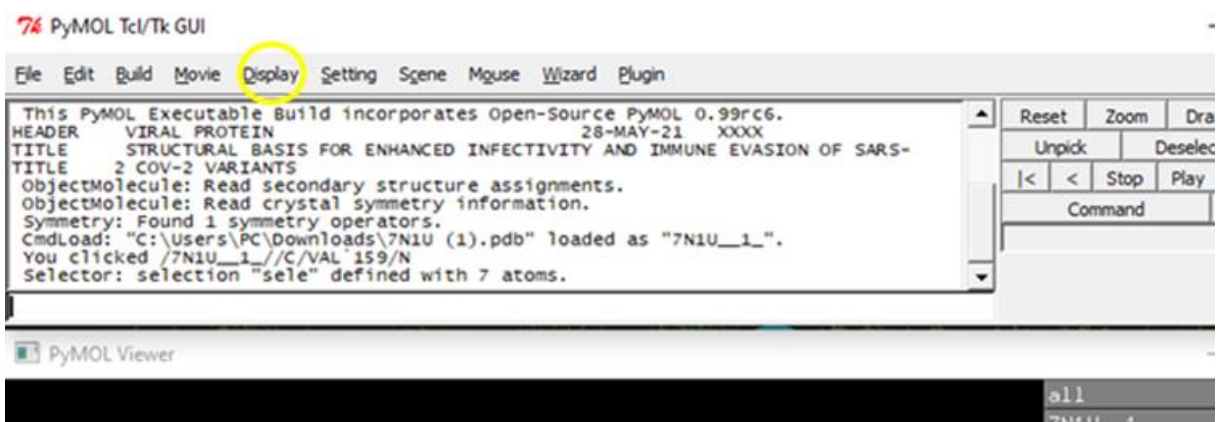 PyMOL Tcl/Tk GUI
File Edit Build Movie Display Setting Scene Mouse Wizard Plugin
This PyMOL Executable Build incorporates Open-Source PyMOL 0.99rc6.
HEADER    VIRAL PROTEIN                           28-MAY-21   XXXX
TITLE     STRUCTURAL BASIS FOR ENHANCED INFECTIVITY AND IMMUNE EVASION OF SARS-
TITLE    2 COV-2 VARIANTS
ObjectMolecule: Read secondary structure assignments.
ObjectMolecule: Read crystal symmetry information.
Symmetry: Found 1 symmetry operators.
CmdLoad: "C:\Users\PC\Downloads\7N1U (1).pdb" loaded as "7N1U__1_".
You clicked /7N1U__1_//C/VAL`159/N
Selector: selection "sele" defined with 7 atoms.
Reset Zoom Dra
Unpick Deselec
|< < Stop Play
Command
PyMOL Viewer
all